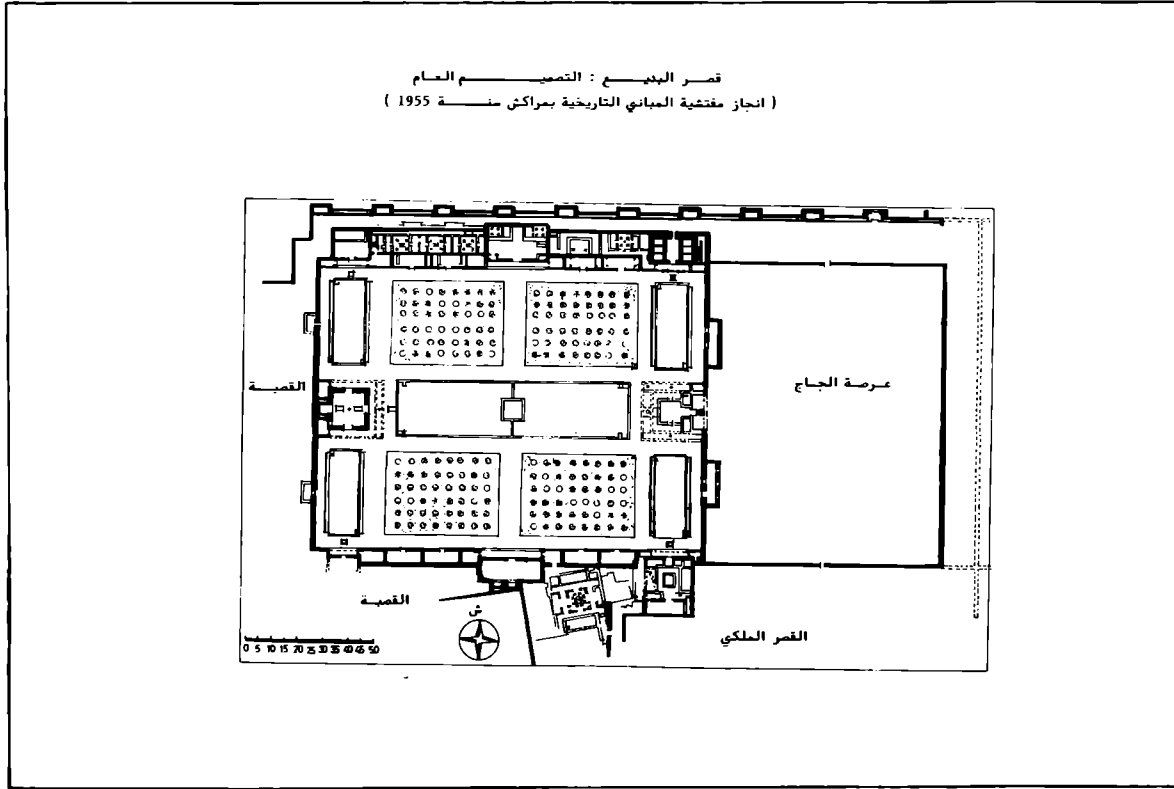 قصر البديع : التصميم العام
( انجاز مفتشية المباني التاريخية بمراكش سنة 1955 )
القصبة
عرصة الجاج
القصبة
ش
القصر الملكي
0 5 10 15 20 25 30 35 40 45 50